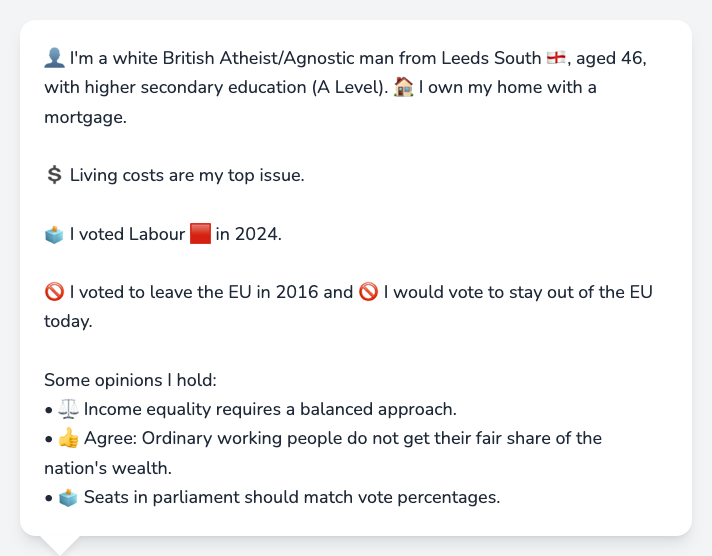 👤 I'm a white British Atheist/Agnostic man from Leeds South 🏴󠁧󠁢󠁥󠁮󠁧󠁿, aged 46,
with higher secondary education (A Level). 🏠 I own my home with a
mortgage.
💲 Living costs are my top issue.
🗳️ I voted Labour 🟥 in 2024.
🚫 I voted to leave the EU in 2016 and 🚫 I would vote to stay out of the EU
today.
Some opinions I hold:
• ⚖️ Income equality requires a balanced approach.
• 👍 Agree: Ordinary working people do not get their fair share of the
nation's wealth.
• 🗳️ Seats in parliament should match vote percentages.